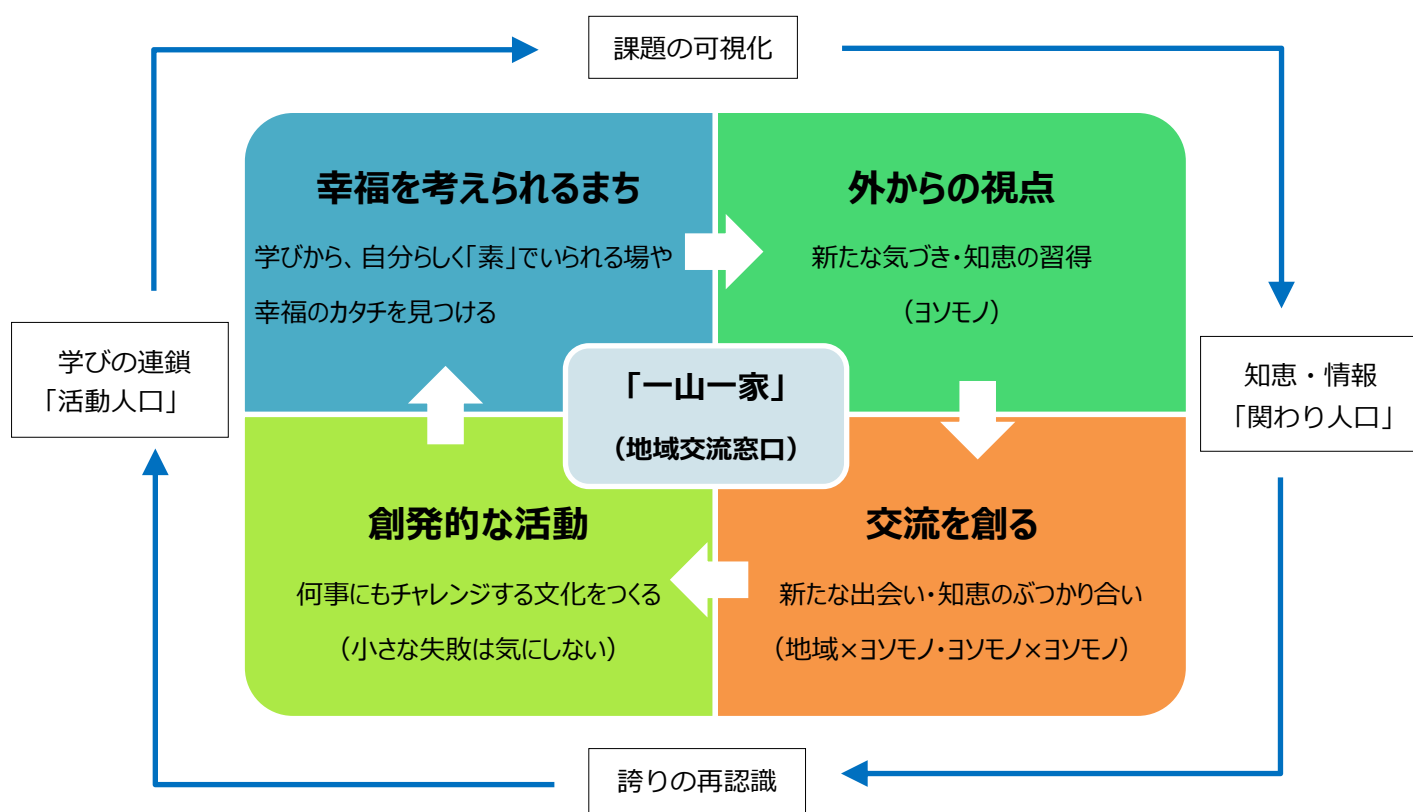 課題の可視化
幸福を考えられるまち
学びから、自分らしく「素」でいられる場や
幸福のカタチを見つける
外からの視点
新たな気づき・知恵の習得
（ヨソモノ）
学びの連鎖
「活動人口」
「一山一家」
（地域交流窓口）
知恵・情報
「関わり人口」
創発的な活動
何事にもチャレンジする文化をつくる
（小さな失敗は気にしない）
交流を創る
新たな出会い・知恵のぶつかり合い
（地域×ヨソモノ・ヨソモノ×ヨソモノ）
誇りの再認識